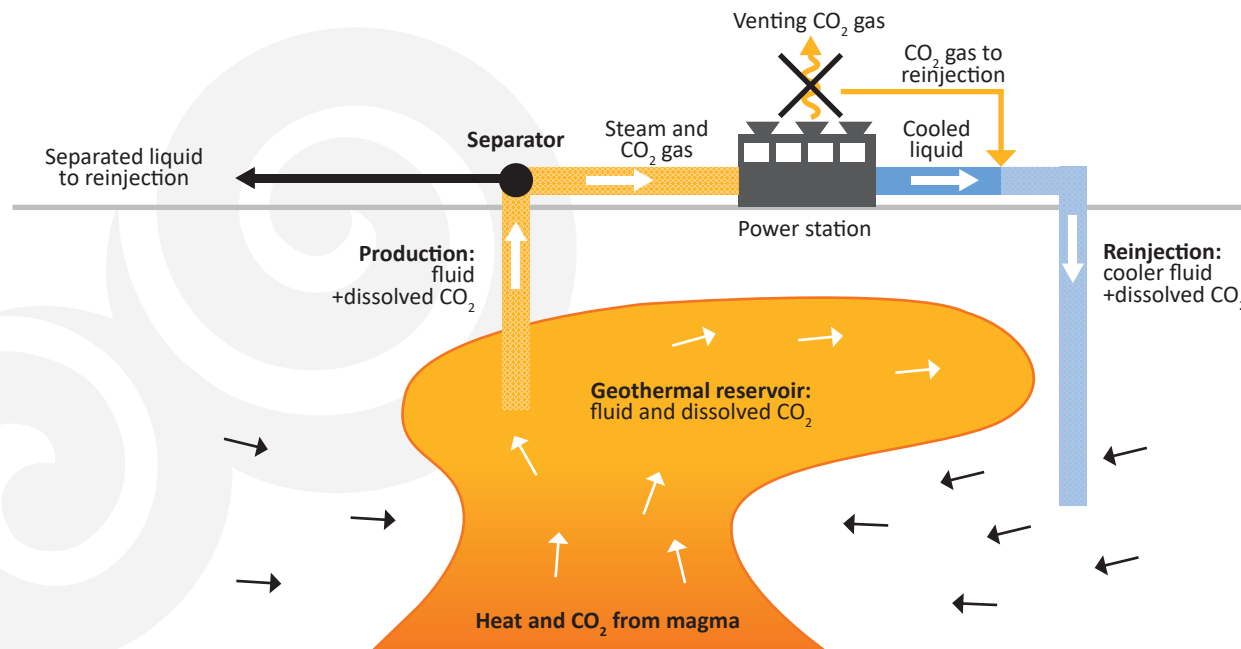 Venting CO₂ gas
CO₂ gas to
reinjection
Separator
Steam and
CO₂ gas
Cooled
liquid
Separated liquid
to reinjection
Power station
Production:
fluid
+dissolved CO₂
Reinjection:
cooler fluid
+dissolved CO₂
Geothermal reservoir:
fluid and dissolved CO₂
Heat and CO₂ from magma